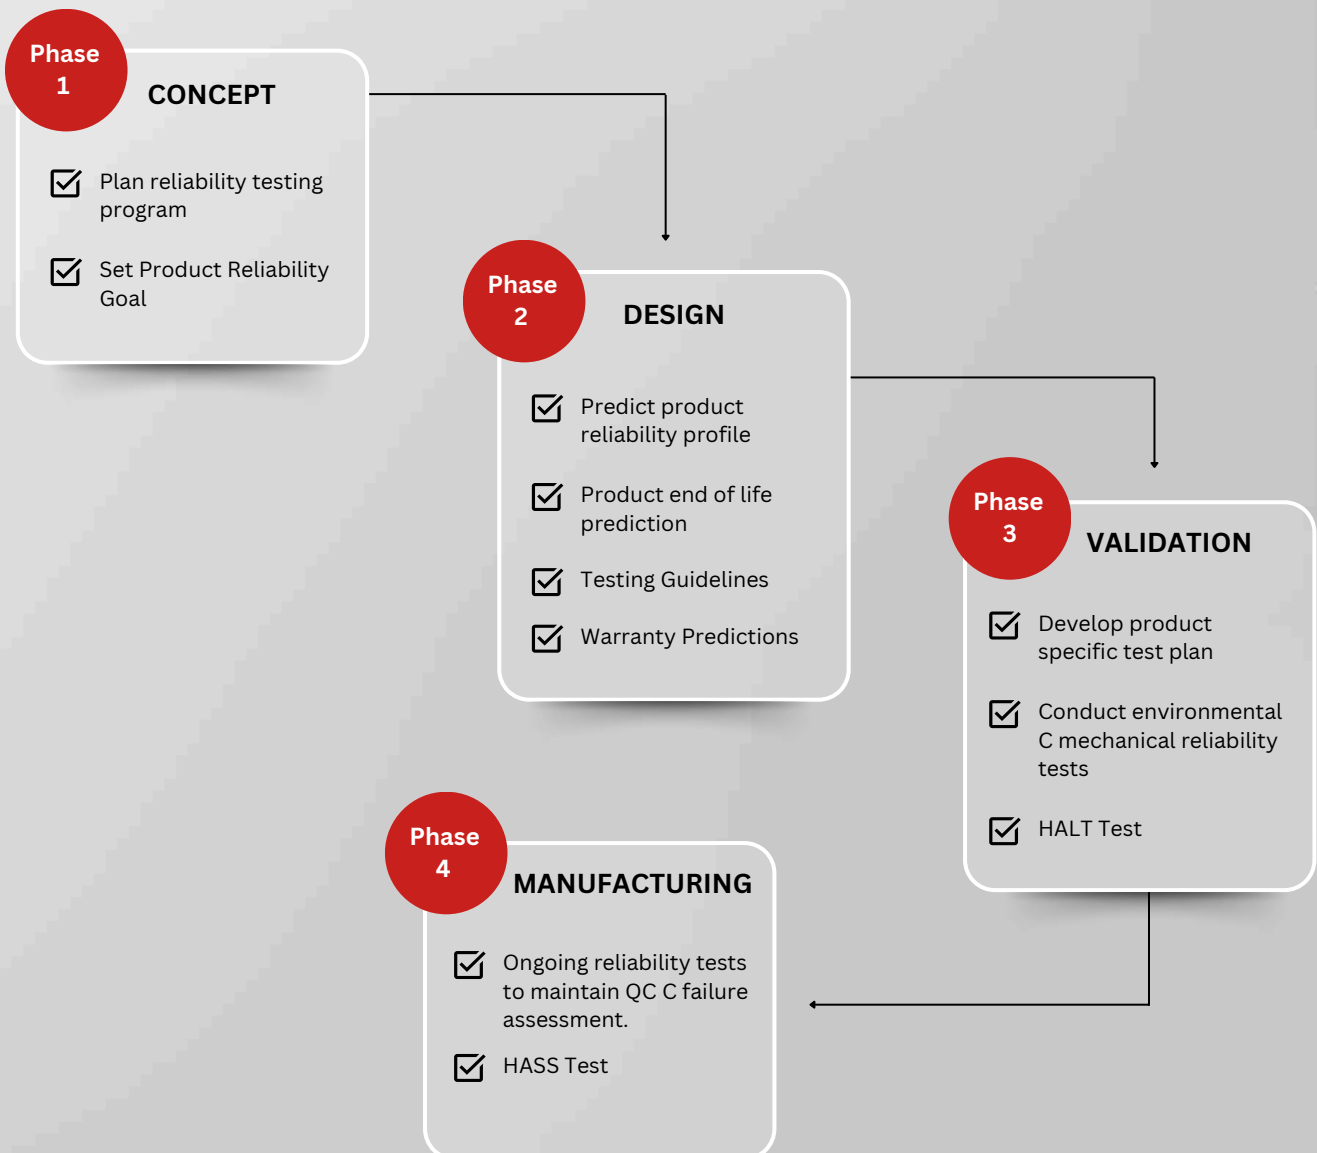 Phase
1
CONCEPT
Plan reliability testing
program
Set Product Reliability
Goal
Phase
2
DESIGN
Predict product
reliability profile
Product end of life
prediction
Testing Guidelines
Warranty Predictions
Phase
3
VALIDATION
Develop product
specific test plan
Conduct environmental
C mechanical reliability
tests
HALT Test
Phase
4
MANUFACTURING
Ongoing reliability tests
to maintain QC C failure
assessment.
HASS Test